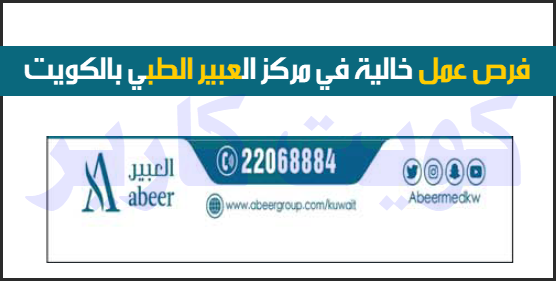 فرص عمل خالية في مركز العبير الطبي بالكويت
كويت كارير
العبير
abeer
22068884
www.abeergroup.com/kuwait
Abeermedkw